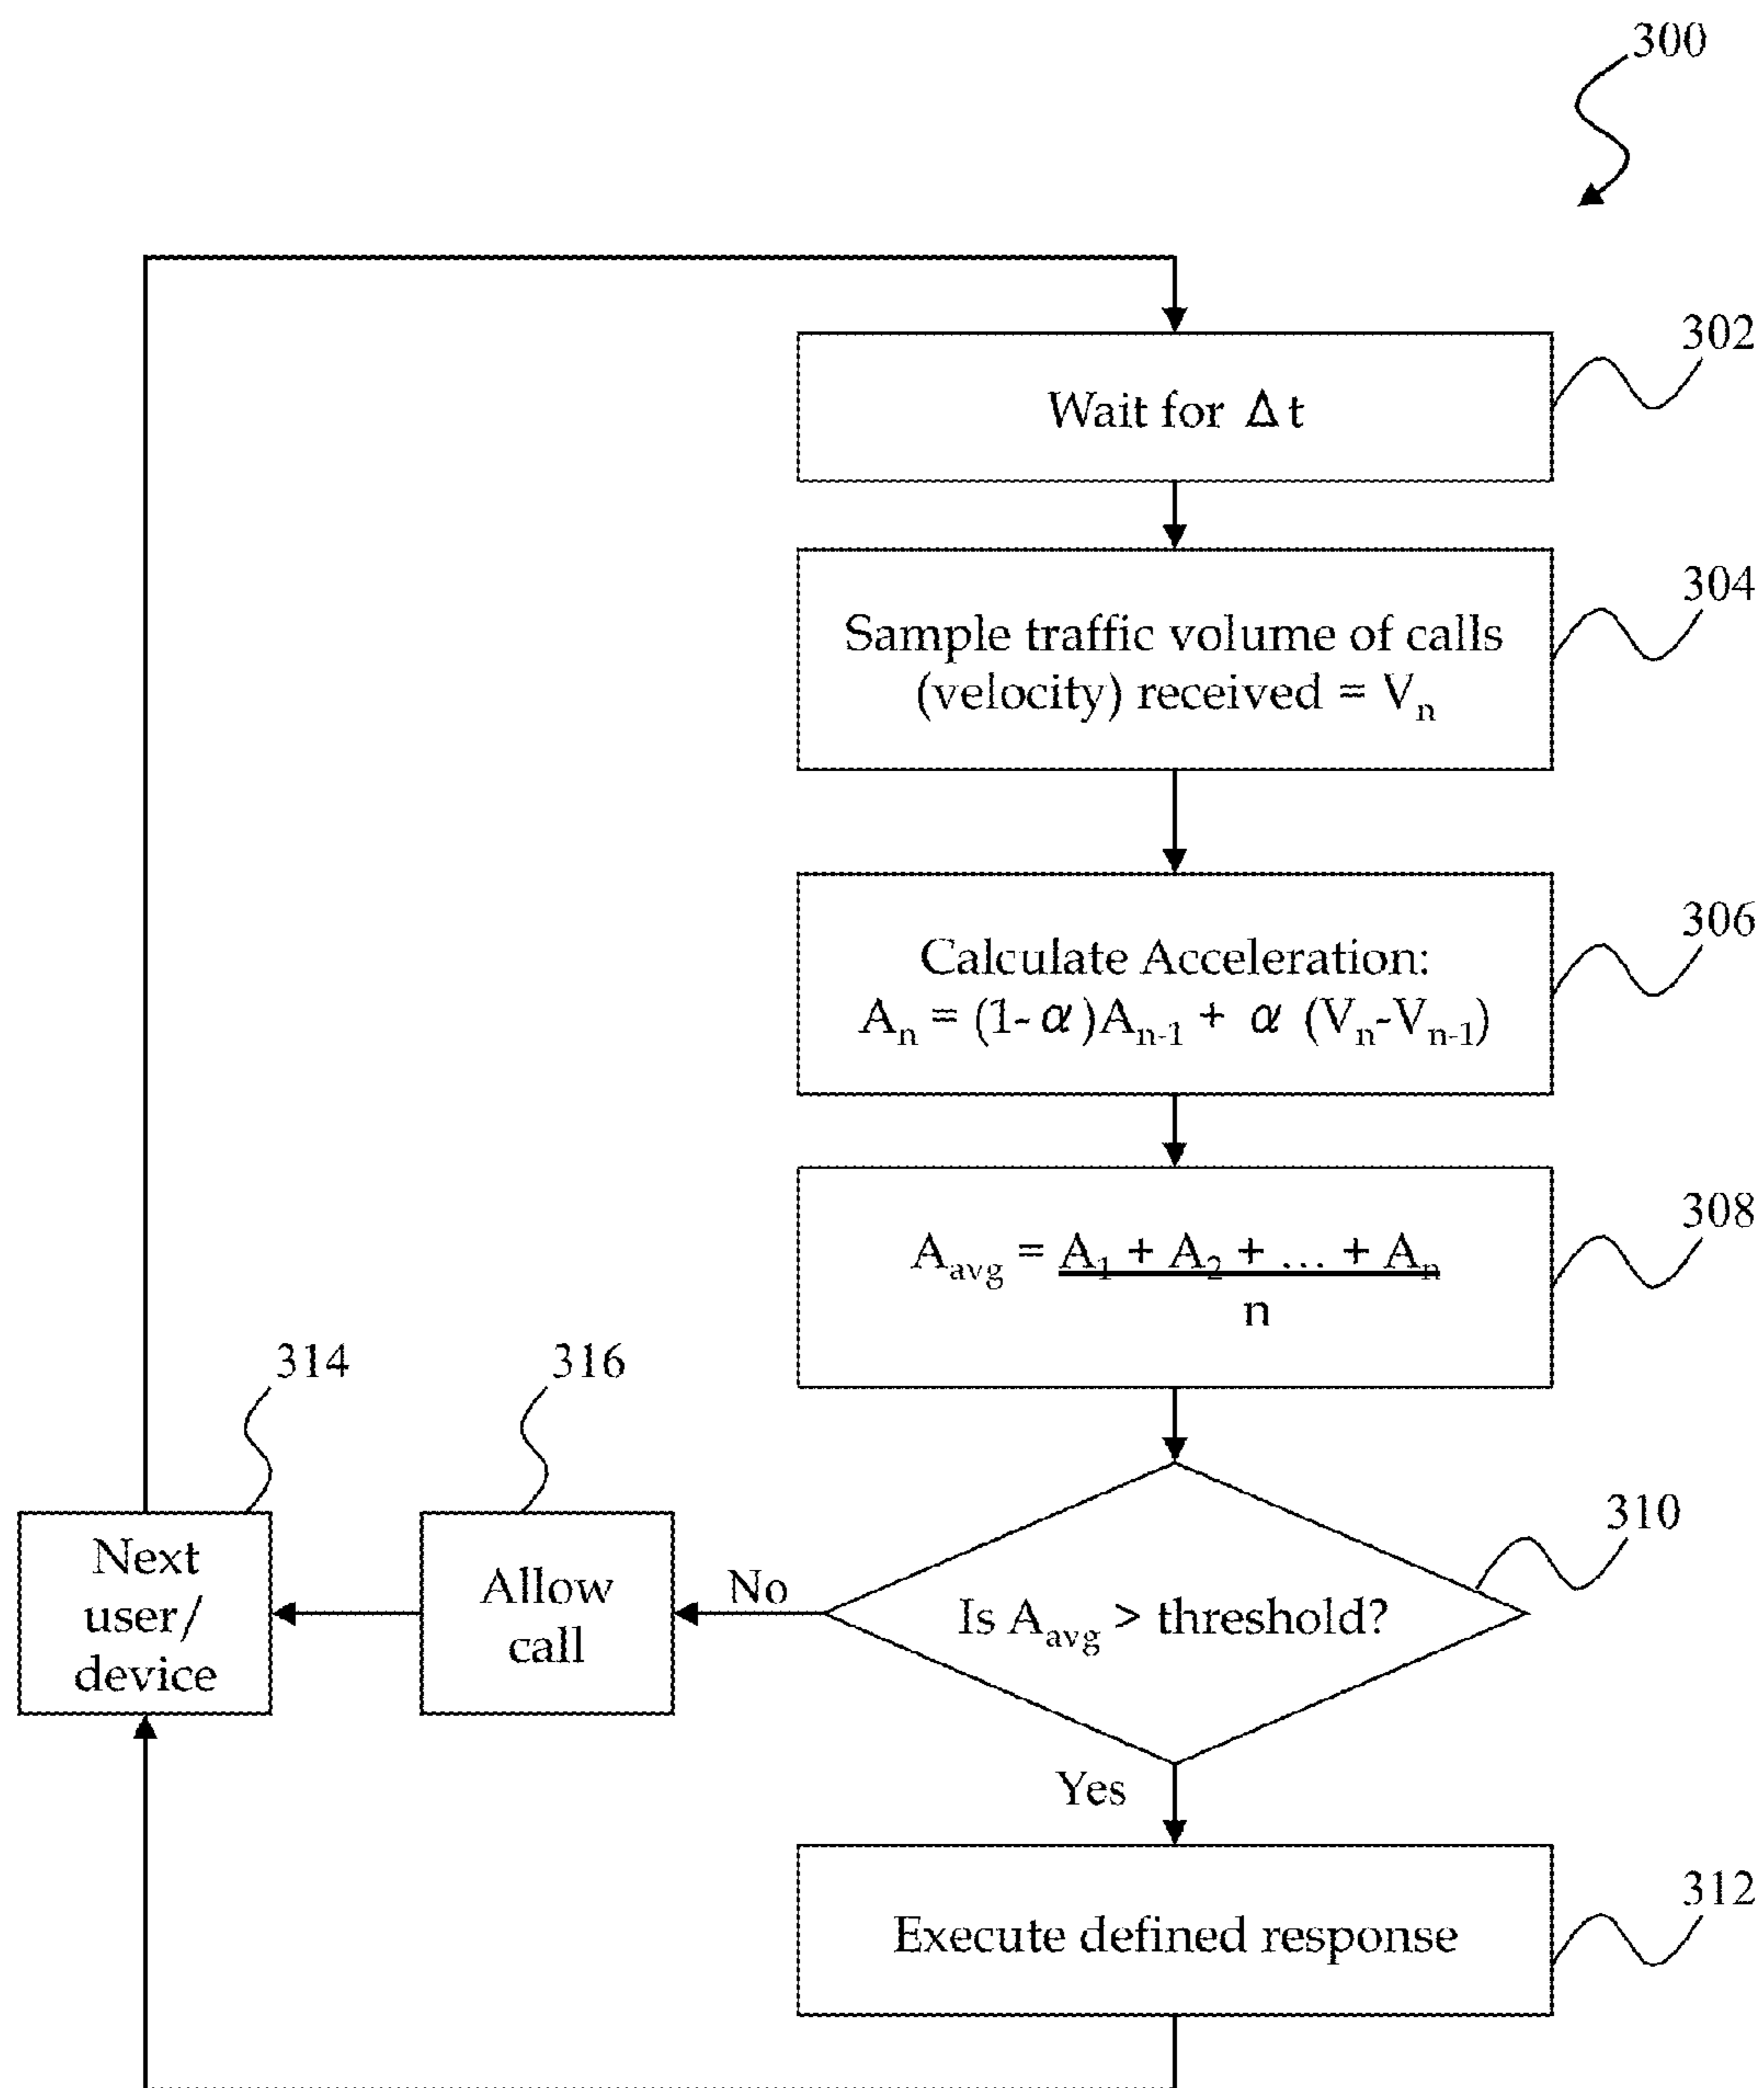 300
302
Wait for Δt
304
Sample traffic volume of calls
(velocity) received = Vₙ
306
Calculate Acceleration:
Aₙ = (1-α)Aₙ₋₁ + α (Vₙ-Vₙ₋₁)
308
A_avg = A₁ + A₂ + ... + Aₙ
n
314
316
310
Next
user/
device
Allow
call
No
Is A_avg > threshold?
Yes
312
Execute defined response